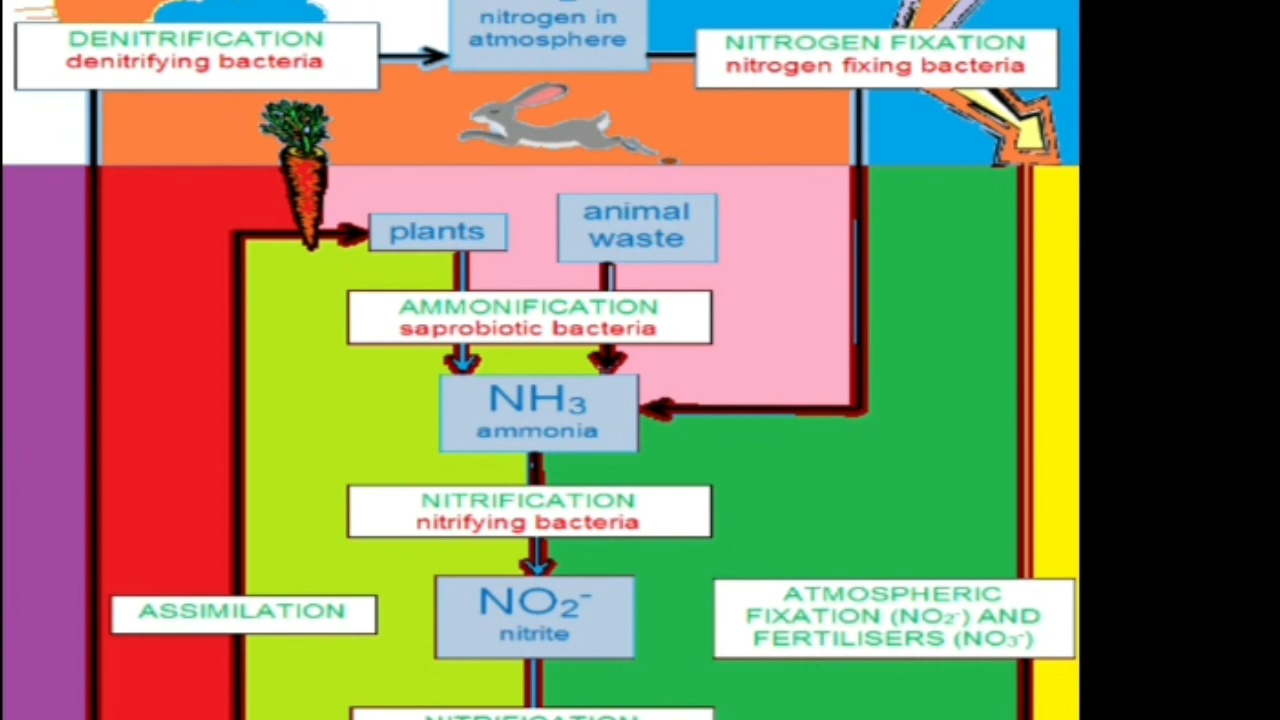 nitrogen in
atmosphere
DENITRIFICATION
denitrifying bacteria
NITROGEN FIXATION
nitrogen fixing bacteria
plants
animal
waste
AMMONIFICATION
saprobiotic bacteria
NH₃
ammonia
NITRIFICATION
nitrifying bacteria
NO₂⁻
nitrite
ASSIMILATION
ATMOSPHERIC
FIXATION (NO₂⁻) AND
FERTILISERS (NO₃⁻)
NITRIFICATION